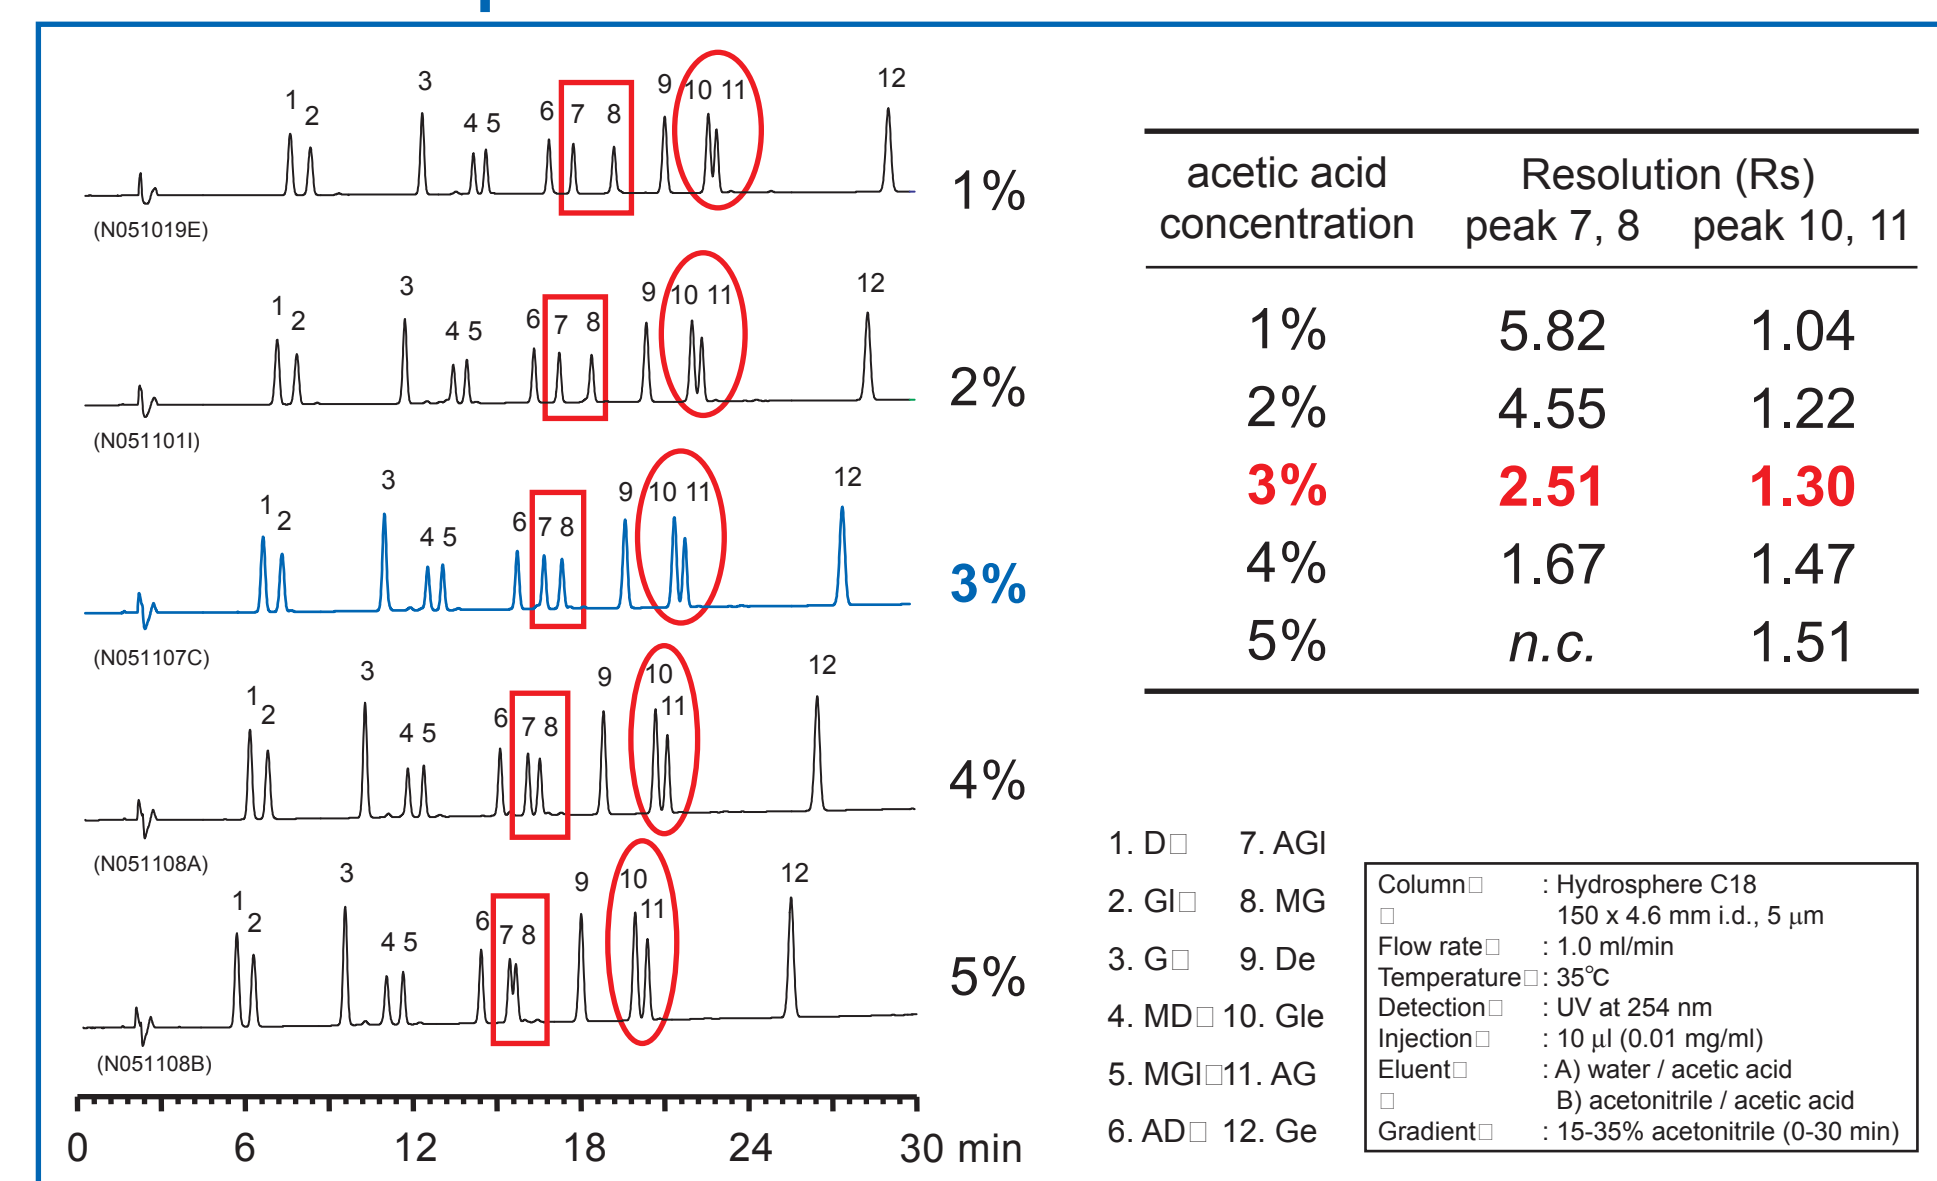 1 2 3 4 5 6 7 8 9 10 11 12
1%
(N051019E)
1 2 3 4 5 6 7 8 9 10 11 12
2%
(N051101I)
1 2 3 4 5 6 7 8 9 10 11 12
3%
(N051107C)
1 2 3 4 5 6 7 8 9 10 11 12
4%
(N051108A)
1 2 3 4 5 6 7 8 9 10 11 12
5%
(N051108B)
0 6 12 18 24 30 min
acetic acid Resolution (Rs)
concentration peak 7, 8 peak 10, 11
1% 5.82 1.04
2% 4.55 1.22
3% 2.51 1.30
4% 1.67 1.47
5% n.c. 1.51
1. D□ 7. AGl
2. Gl□ 8. MG
3. G□ 9. De
4. MD□ 10. Gle
5. MGl□11. AG
6. AD□ 12. Ge
Column□ : Hydrosphere C18
□ 150 x 4.6 mm i.d., 5 μm
Flow rate□ : 1.0 ml/min
Temperature□: 35℃
Detection□ : UV at 254 nm
Injection□ : 10 μl (0.01 mg/ml)
Eluent□ : A) water / acetic acid
□ B) acetonitrile / acetic acid
Gradient□ : 15-35% acetonitrile (0-30 min)